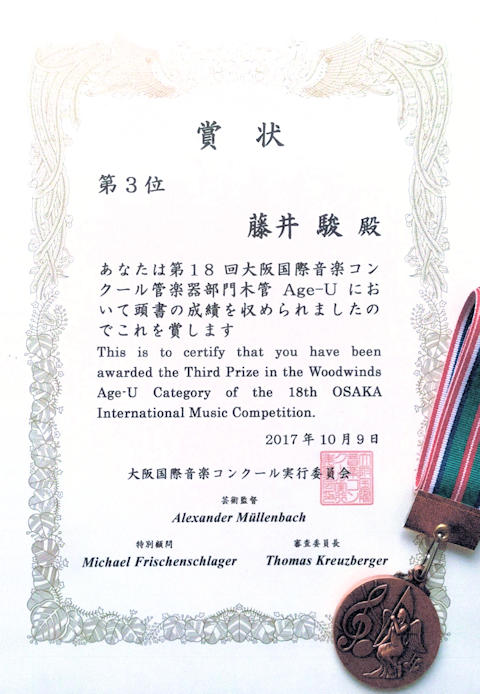 賞状
第3位
藤井 駿 殿
あなたは第18回大阪国際音楽コン
クール管楽器部門木管 Age-U にお
いて頭書の成績を収められましたの
でこれを賞します
This is to certify that you have been
awarded the Third Prize in the Woodwinds
Age-U Category of the 18th OSAKA
International Music Competition.
2017年10月9日
大阪国際音楽コンクール実行委員会
芸術監督
Alexander Müllenbach
特別顧問
Michael Frischenschlager
審査委員長
Thomas Kreuzberger